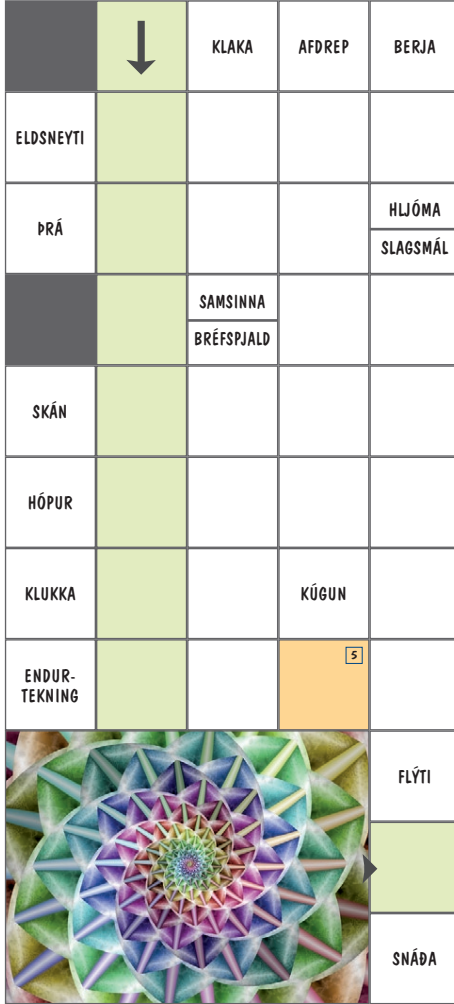 KLAKA
AFDREP
BERJA
ELDSNEYTI
ÞRÁ
HLJÓMA
SLAGSMÁL
SAMSINNA
BRÉFSPJALD
SKÁN
HÓPUR
KLUKKA
KÚGUN
ENDUR-
TEKNING
5
FLÝTI
SNÁÐA